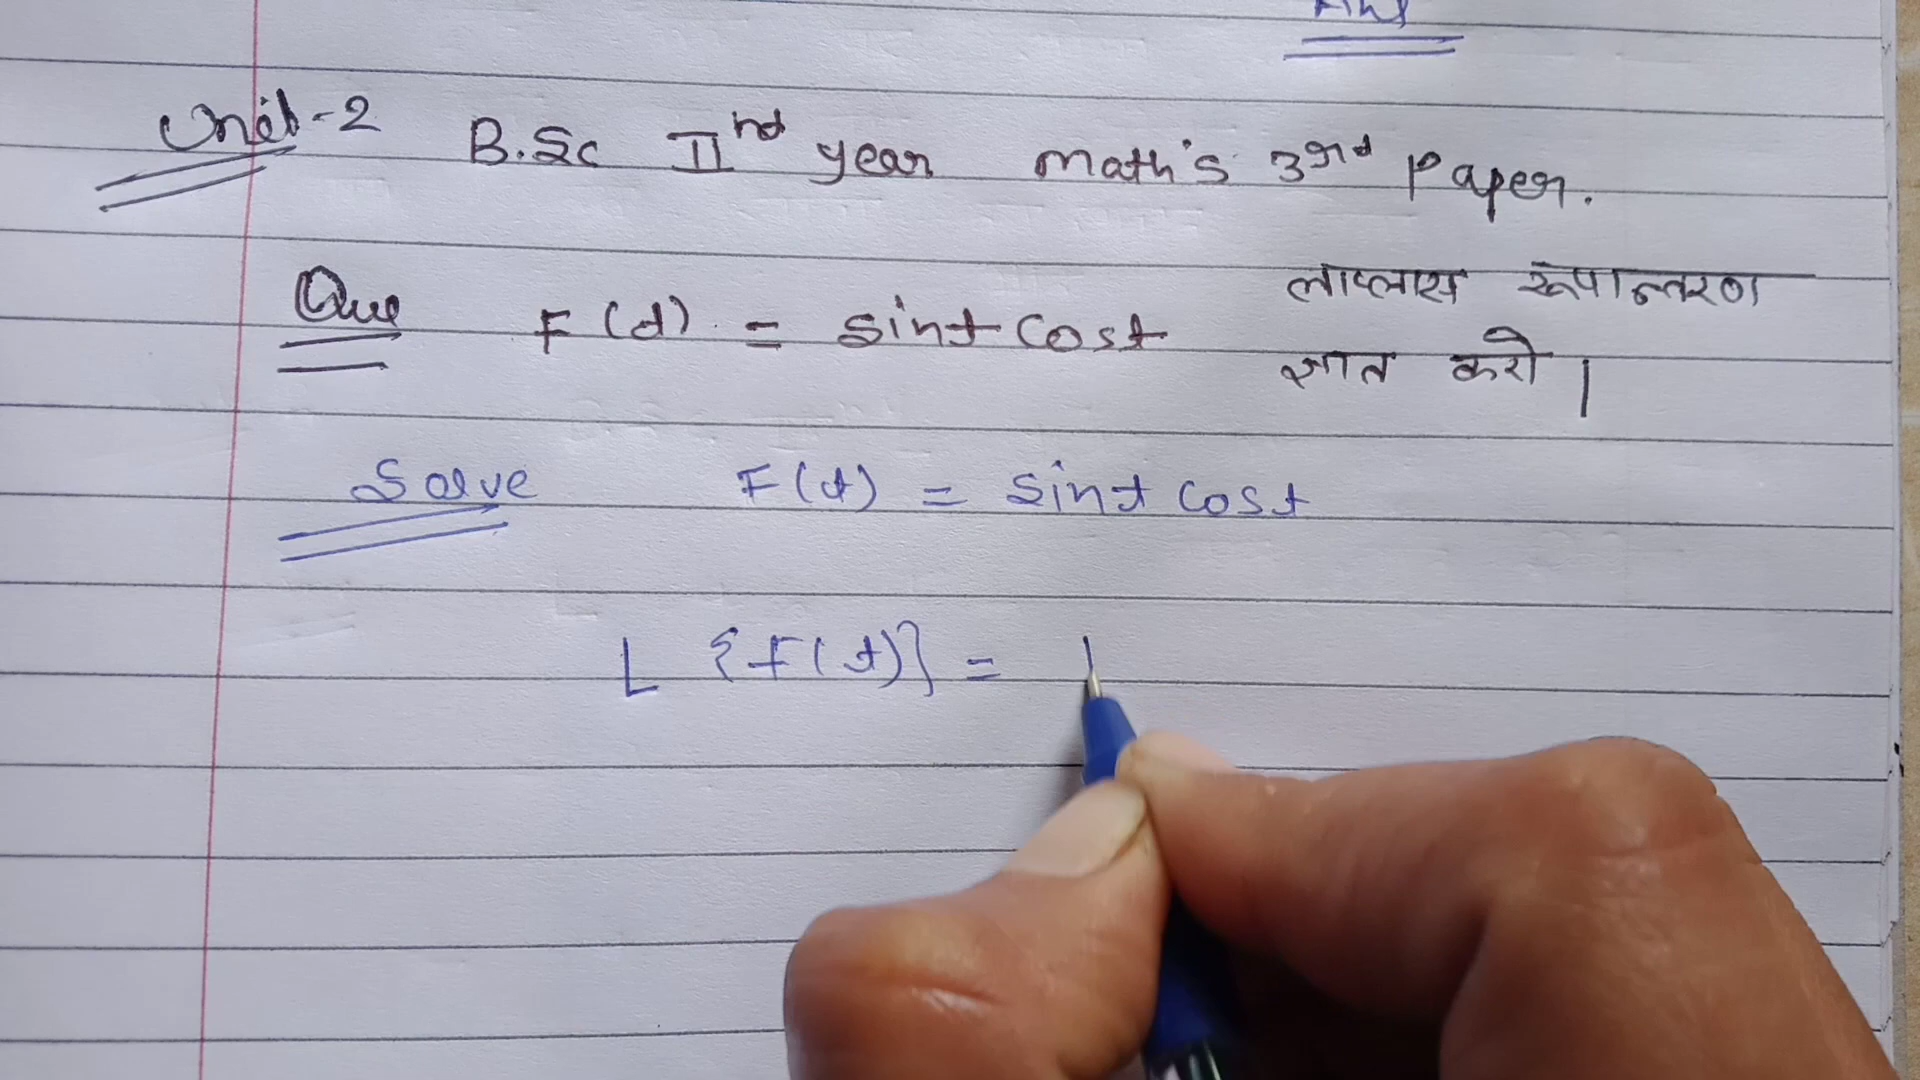 Unit-2 B.Sc IInd year math's 3rd Paper.
Que F(t) = sint cost लाप्लास रूपान्तरण
ज्ञात करो |
Solve F(t) = sint cost
L {F(t)} =